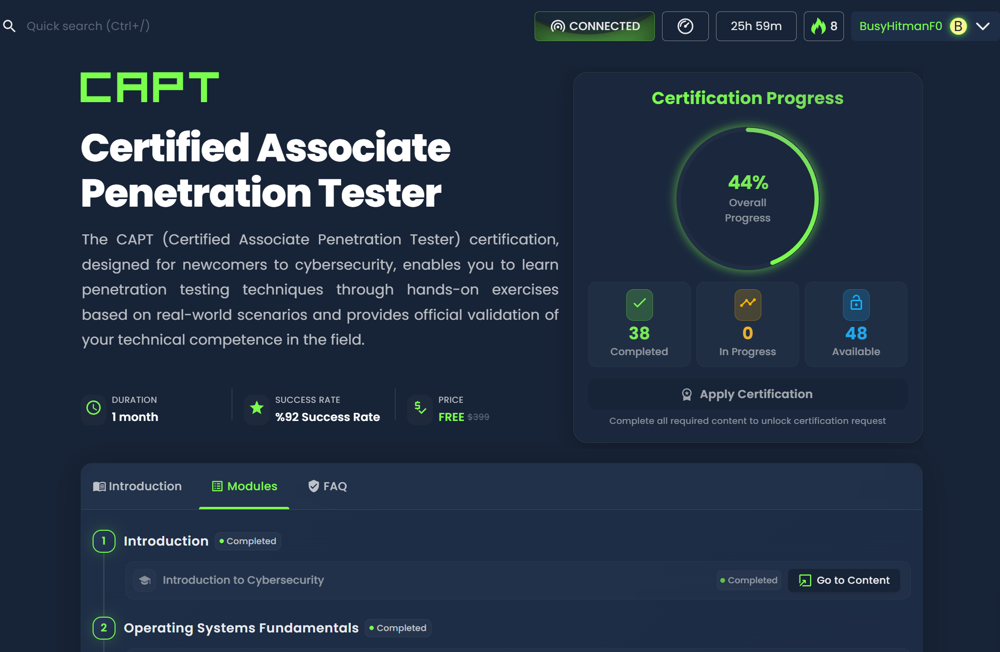 Quick search (Ctrl+/)
CONNECTED
25h 59m
8
BusyHitmanF0
B
CAPT
Certified Associate
Penetration Tester
The CAPT (Certified Associate Penetration Tester) certification,
designed for newcomers to cybersecurity, enables you to learn
penetration testing techniques through hands-on exercises
based on real-world scenarios and provides official validation of
your technical competence in the field.
DURATION
1 month
SUCCESS RATE
%92 Success Rate
PRICE
FREE $399
Certification Progress
44%
Overall
Progress
38
Completed
0
In Progress
48
Available
Apply Certification
Complete all required content to unlock certification request
Introduction
Modules
FAQ
1
Introduction
Completed
Introduction to Cybersecurity
Completed
Go to Content
2
Operating Systems Fundamentals
Completed